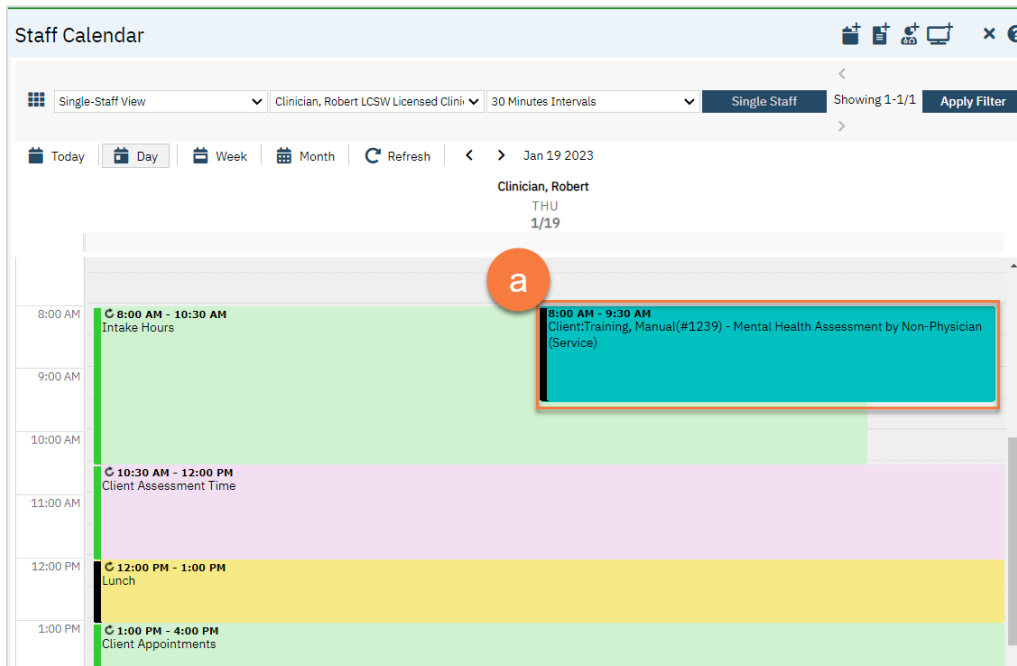 Staff Calendar
Single-Staff View
Clinician, Robert LCSW Licensed Clini
30 Minutes Intervals
Single Staff
Showing 1-1/1
Apply Filter
Today
Day
Week
Month
Refresh
Jan 19 2023
Clinician, Robert
THU
1/19
a
8:00 AM
8:00 AM - 10:30 AM
Intake Hours
8:00 AM - 9:30 AM
Client:Training, Manual(#1239) - Mental Health Assessment by Non-Physician
(Service)
9:00 AM
10:00 AM
10:30 AM - 12:00 PM
Client Assessment Time
11:00 AM
12:00 PM
12:00 PM - 1:00 PM
Lunch
1:00 PM
1:00 PM - 4:00 PM
Client Appointments